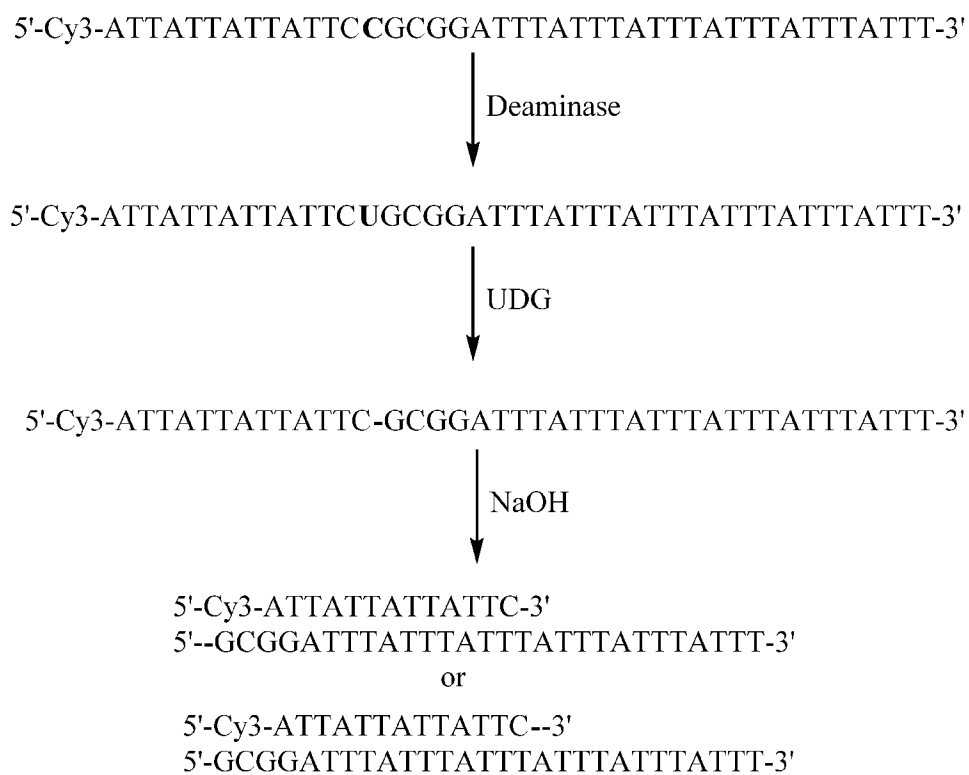 5'-Cy3-ATTATTATTATTCCGCGGATTTATTTATTTATTTATTTATTT-3'
Deaminase
5'-Cy3-ATTATTATTATTCUGCGGATTTATTTATTTATTTATTTATTT-3'
UDG
5'-Cy3-ATTATTATTATTC-GCGGATTTATTTATTTATTTATTTATTT-3'
NaOH
5'-Cy3-ATTATTATTATTC-3'
5'--GCGGATTTATTTATTTATTTATTTATTT-3'
or
5'-Cy3-ATTATTATTATTC--3'
5'-GCGGATTTATTTATTTATTTATTTATTT-3'